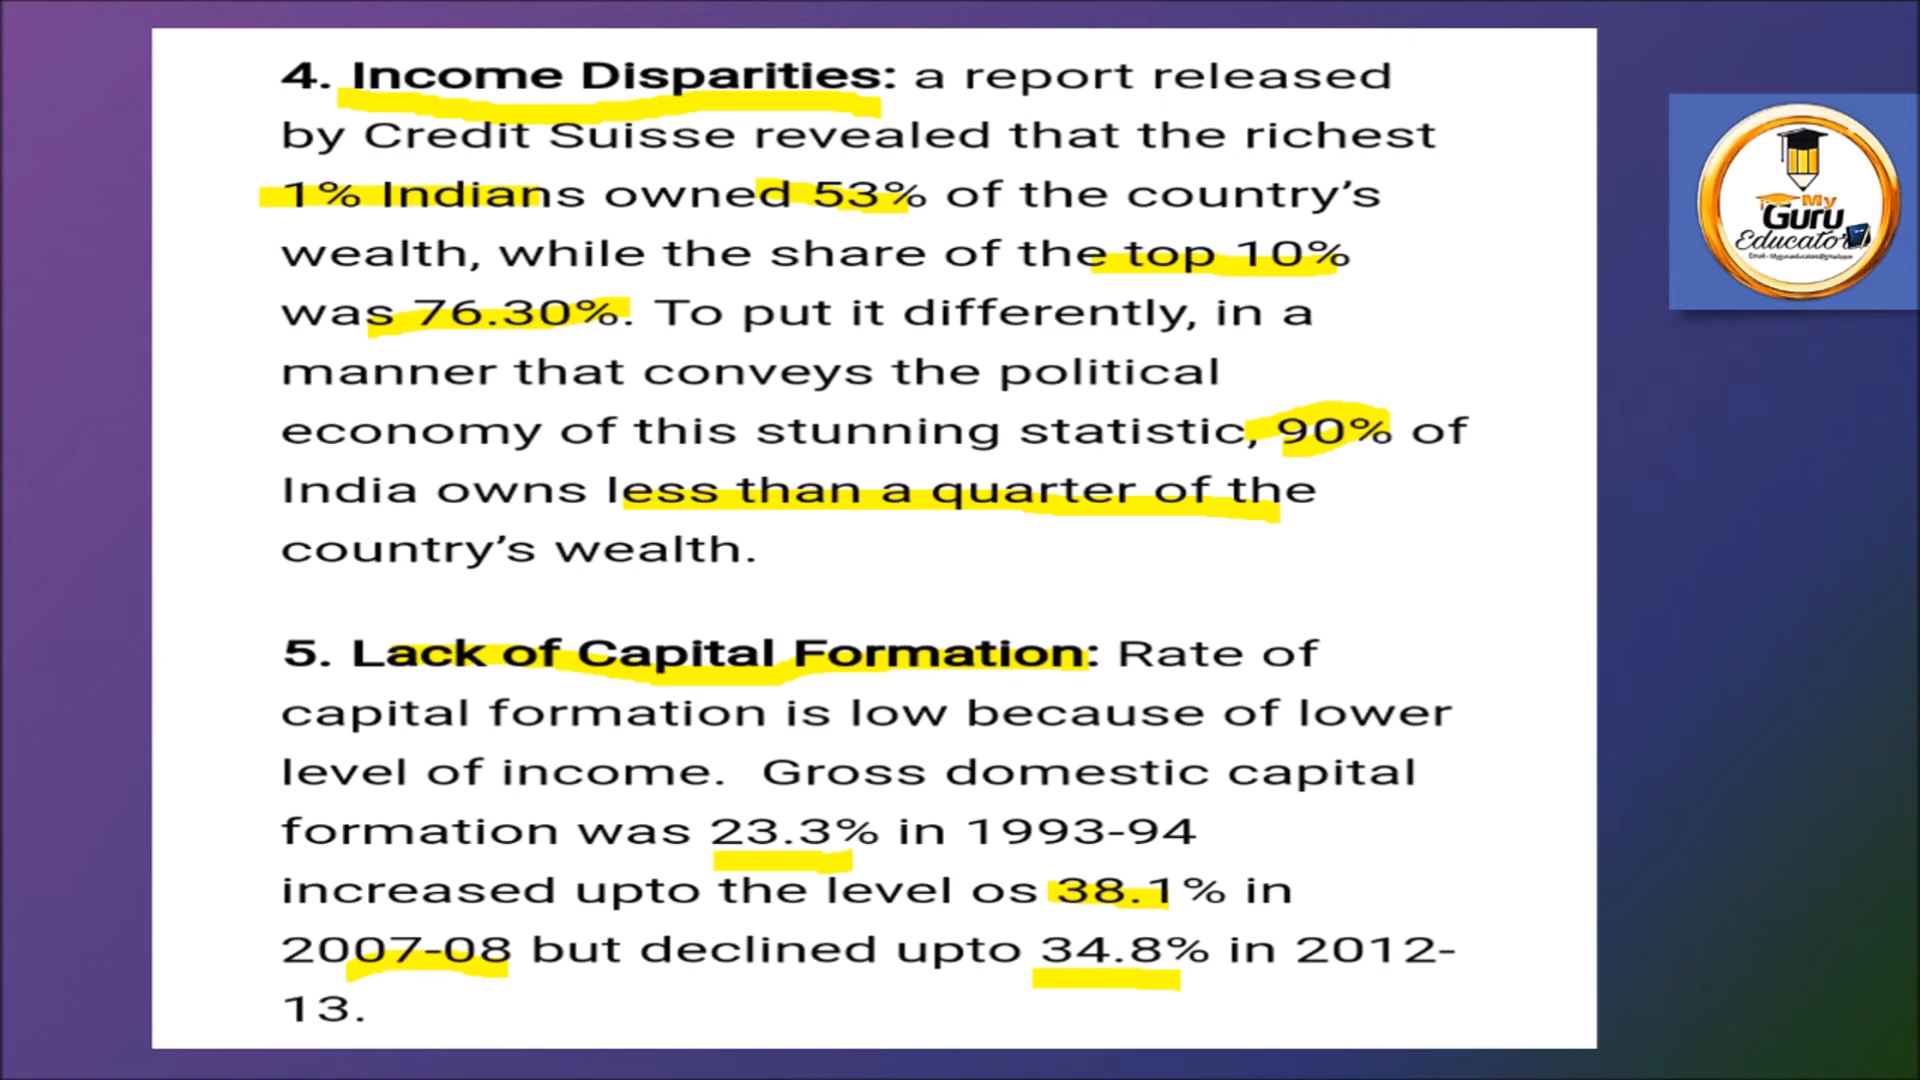 4. Income Disparities: a report released
by Credit Suisse revealed that the richest
1% Indians owned 53% of the country’s
wealth, while the share of the top 10%
was 76.30%. To put it differently, in a
manner that conveys the political
economy of this stunning statistic, 90% of
India owns less than a quarter of the
country’s wealth.
5. Lack of Capital Formation: Rate of
capital formation is low because of lower
level of income. Gross domestic capital
formation was 23.3% in 1993-94
increased upto the level os 38.1% in
2007-08 but declined upto 34.8% in 2012-
13.
My
Guru
Educator